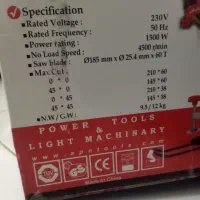 Specification
Rated Voltage : 230V
Rated Frequency : 50 Hz
Power rating : 1500 W
No Load Speed : 4500 r/min
Saw blade : Ø185 mm x Ø 25.4 mm x 60 T
Max Cut :
0 * 0 210 * 60
45 * 0 145 * 60
0 * 45 210 * 38
45 * 45 145 * 38
N.W / G.W : 9.5/12 kg
POWER TOOLS
&
LIGHT MACHINARY
Made in China